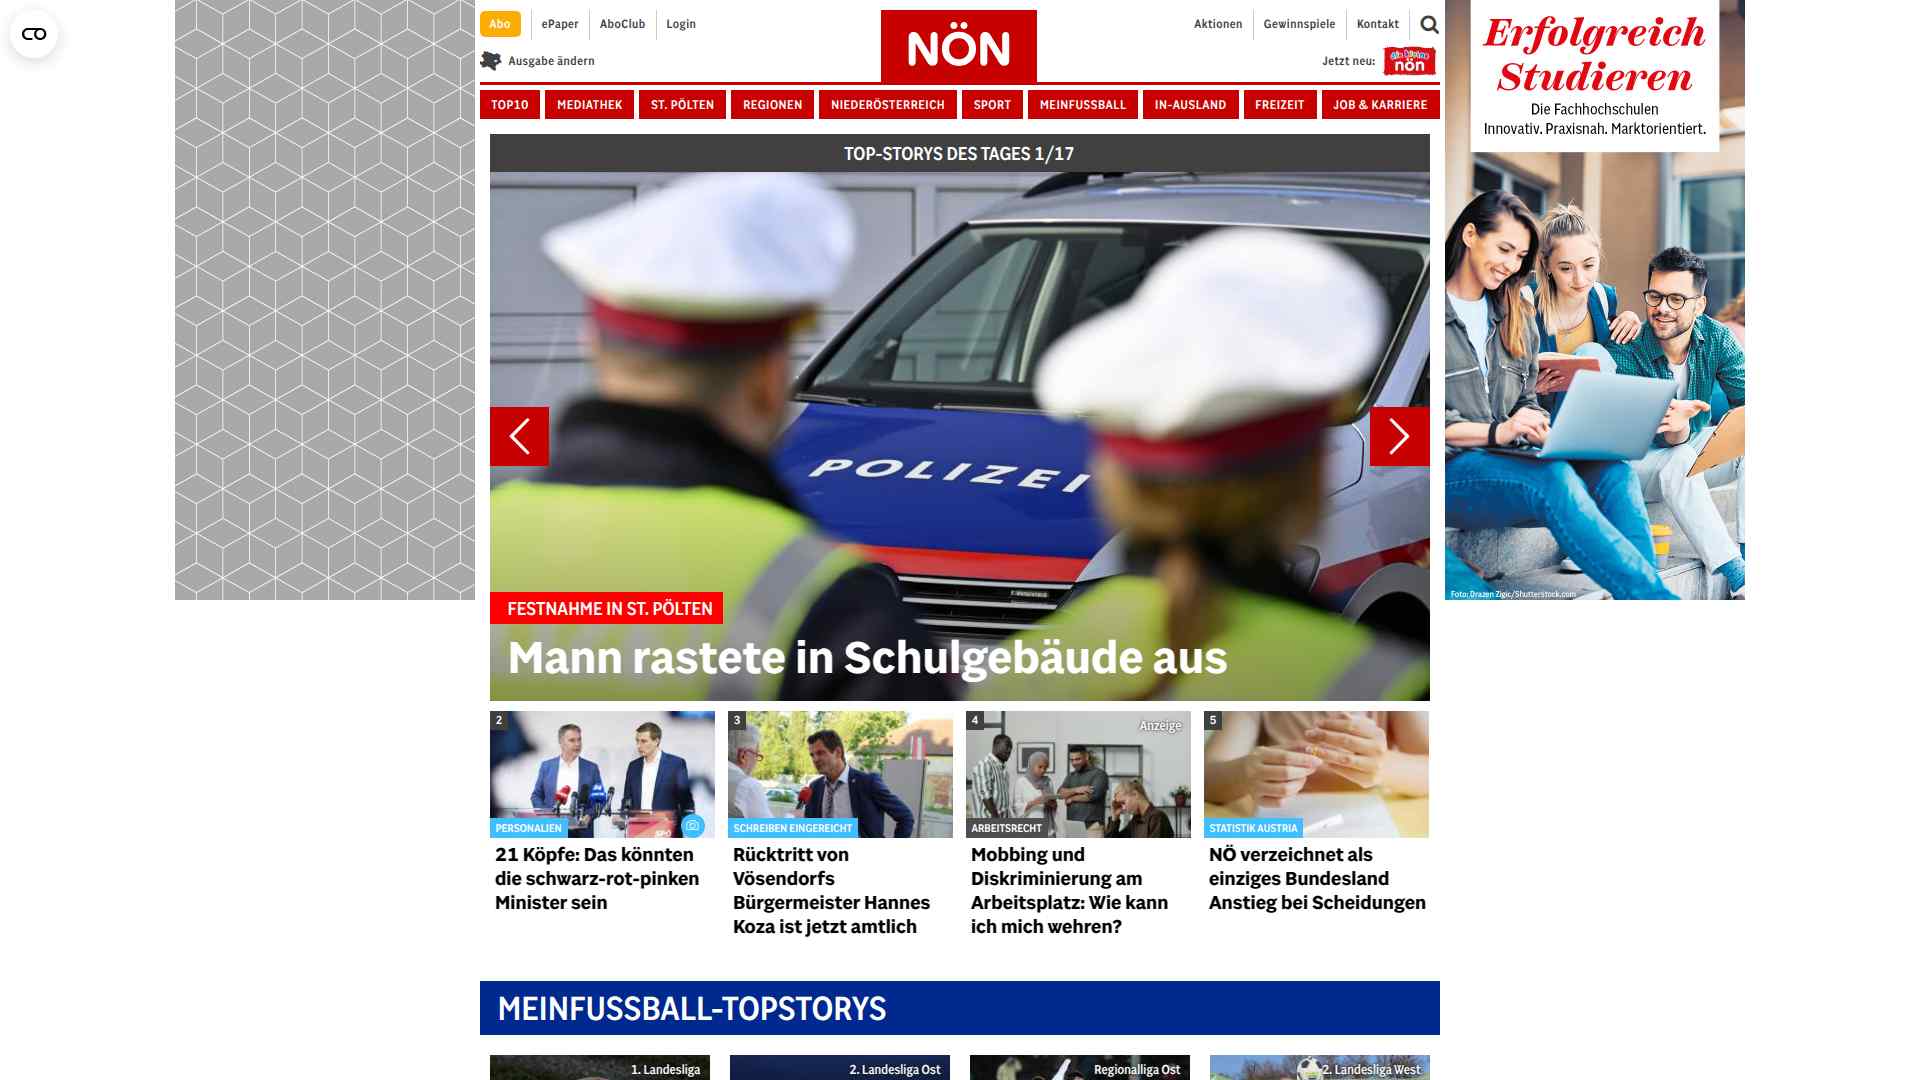 Abo
ePaper
AboClub
Login
NÖN
Aktionen
Gewinnspiele
Kontakt
Ausgabe ändern
Jetzt neu:
die kleine
nön
TOP10
MEDIATHEK
ST. PÖLTEN
REGIONEN
NIEDERÖSTERREICH
SPORT
MEINFUSSBALL
IN-AUSLAND
FREIZEIT
JOB & KARRIERE
Erfolgreich
Studieren
Die Fachhochschulen
Innovativ. Praxisnah. Marktorientiert.
Foto: Drazen Zigic/Shutterstock.com
TOP-STORYS DES TAGES 1/17
POLIZEI
FESTNAHME IN ST. PÖLTEN
Mann rastete in Schulgebäude aus
2
PERSONALIEN
SPÖ
21 Köpfe: Das könnten
die schwarz-rot-pinken
Minister sein
3
SCHREIBEN EINGEREICHT
Rücktritt von
Vösendorfs
Bürgermeister Hannes
Koza ist jetzt amtlich
4
Anzeige
ARBEITSRECHT
Mobbing und
Diskriminierung am
Arbeitsplatz: Wie kann
ich mich wehren?
5
STATISTIK AUSTRIA
NÖ verzeichnet als
einziges Bundesland
Anstieg bei Scheidungen
MEINFUSSBALL-TOPSTORYS
1. Landesliga
2. Landesliga Ost
Regionalliga Ost
2. Landesliga West